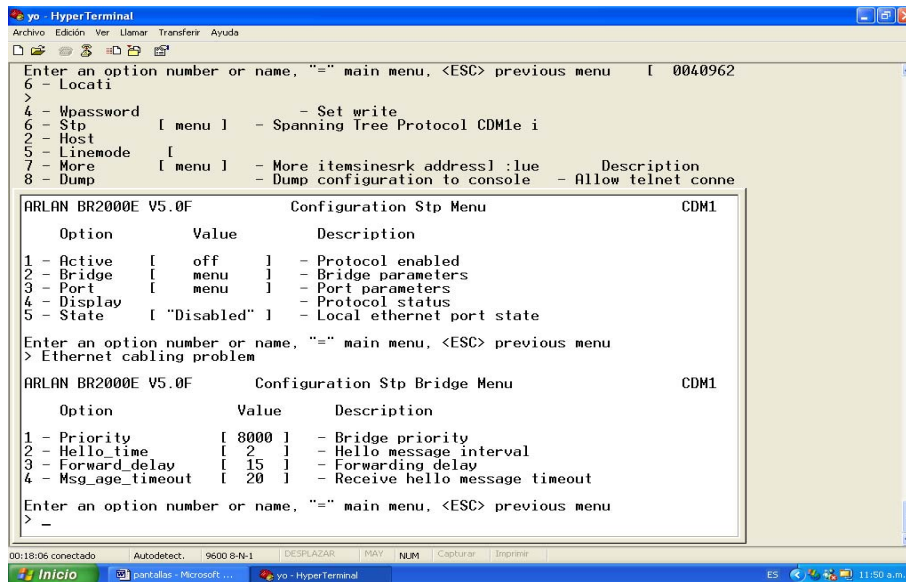 yo - HyperTerminal
Archivo Edición Ver Llamar Transferir Ayuda
Enter an option number or name, "=" main menu, <ESC> previous menu [ 0040962
6 - Locati
>
4 - Wpassword - Set write
6 - Stp [ menu ] - Spanning Tree Protocol CDM1e i
2 - Host
5 - Linemode [
7 - More [ menu ] - More itemsinesrk address] :lue Description
8 - Dump - Dump configuration to console - Allow telnet conne
ARLAN BR2000E V5.0F Configuration Stp Menu CDM1
Option Value Description
1 - Active [ off ] - Protocol enabled
2 - Bridge [ menu ] - Bridge parameters
3 - Port [ menu ] - Port parameters
4 - Display - Protocol status
5 - State [ "Disabled" ] - Local ethernet port state
Enter an option number or name, "=" main menu, <ESC> previous menu
> Ethernet cabling problem
ARLAN BR2000E V5.0F Configuration Stp Bridge Menu CDM1
Option Value Description
1 - Priority [ 8000 ] - Bridge priority
2 - Hello_time [ 2 ] - Hello message interval
3 - Forward_delay [ 15 ] - Forwarding delay
4 - Msg_age_timeout [ 20 ] - Receive hello message timeout
Enter an option number or name, "=" main menu, <ESC> previous menu
> _
00:18:06 conectado Autodetect. 9600 8-N-1 DESPLAZAR MAY NUM Capturar Imprimir
Inicio pantallas - Microsoft ... yo - HyperTerminal ES 11:50 a.m.